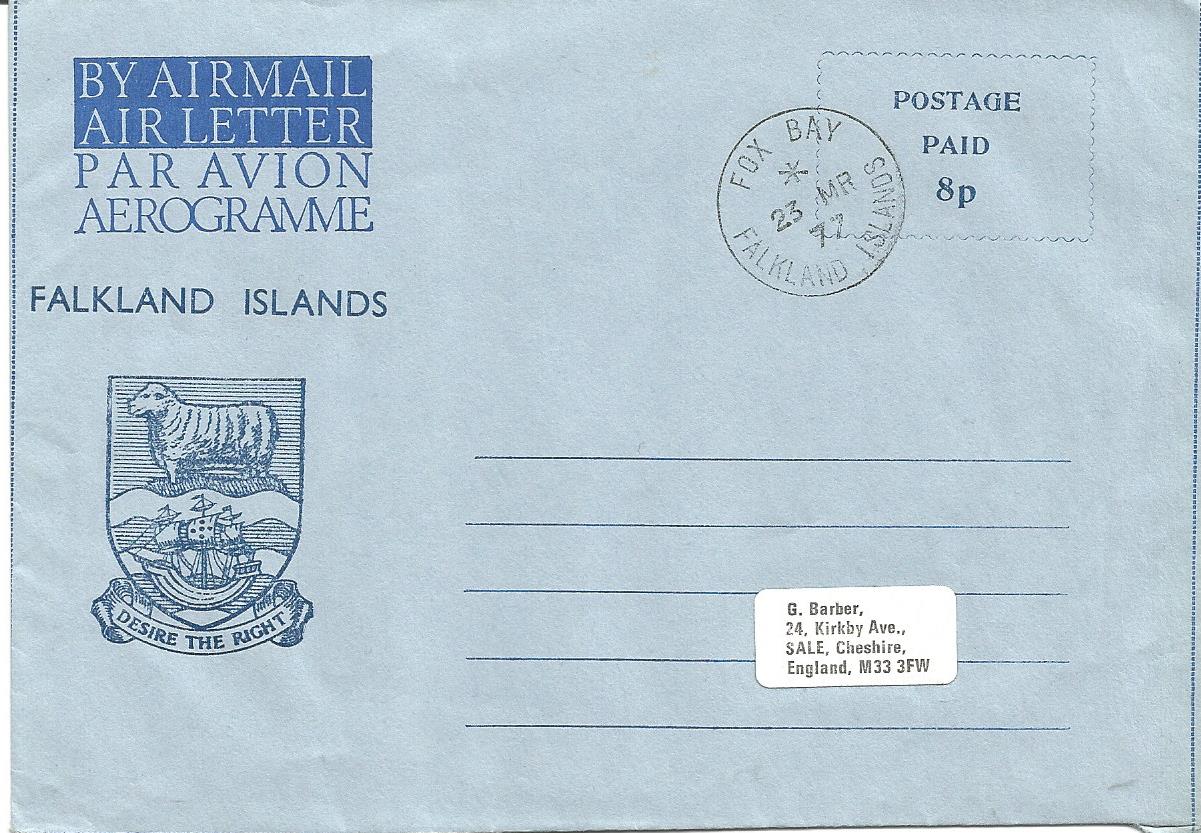 BY AIRMAIL
AIR LETTER
PAR AVION
AEROGRAMME
FALKLAND ISLANDS
DESIRE THE RIGHT
FOX BAY
*
23 MR
77
FALKLAND ISLANDS
POSTAGE
PAID
8p
G. Barber,
24, Kirkby Ave.,
SALE, Cheshire,
England, M33 3FW